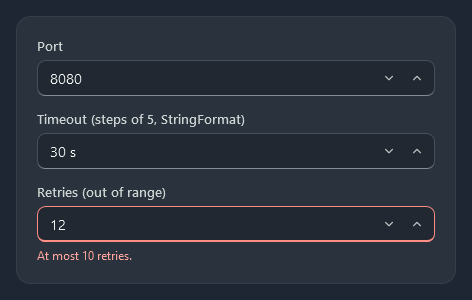 Port
8080
Timeout (steps of 5, StringFormat)
30 s
Retries (out of range)
12
At most 10 retries.